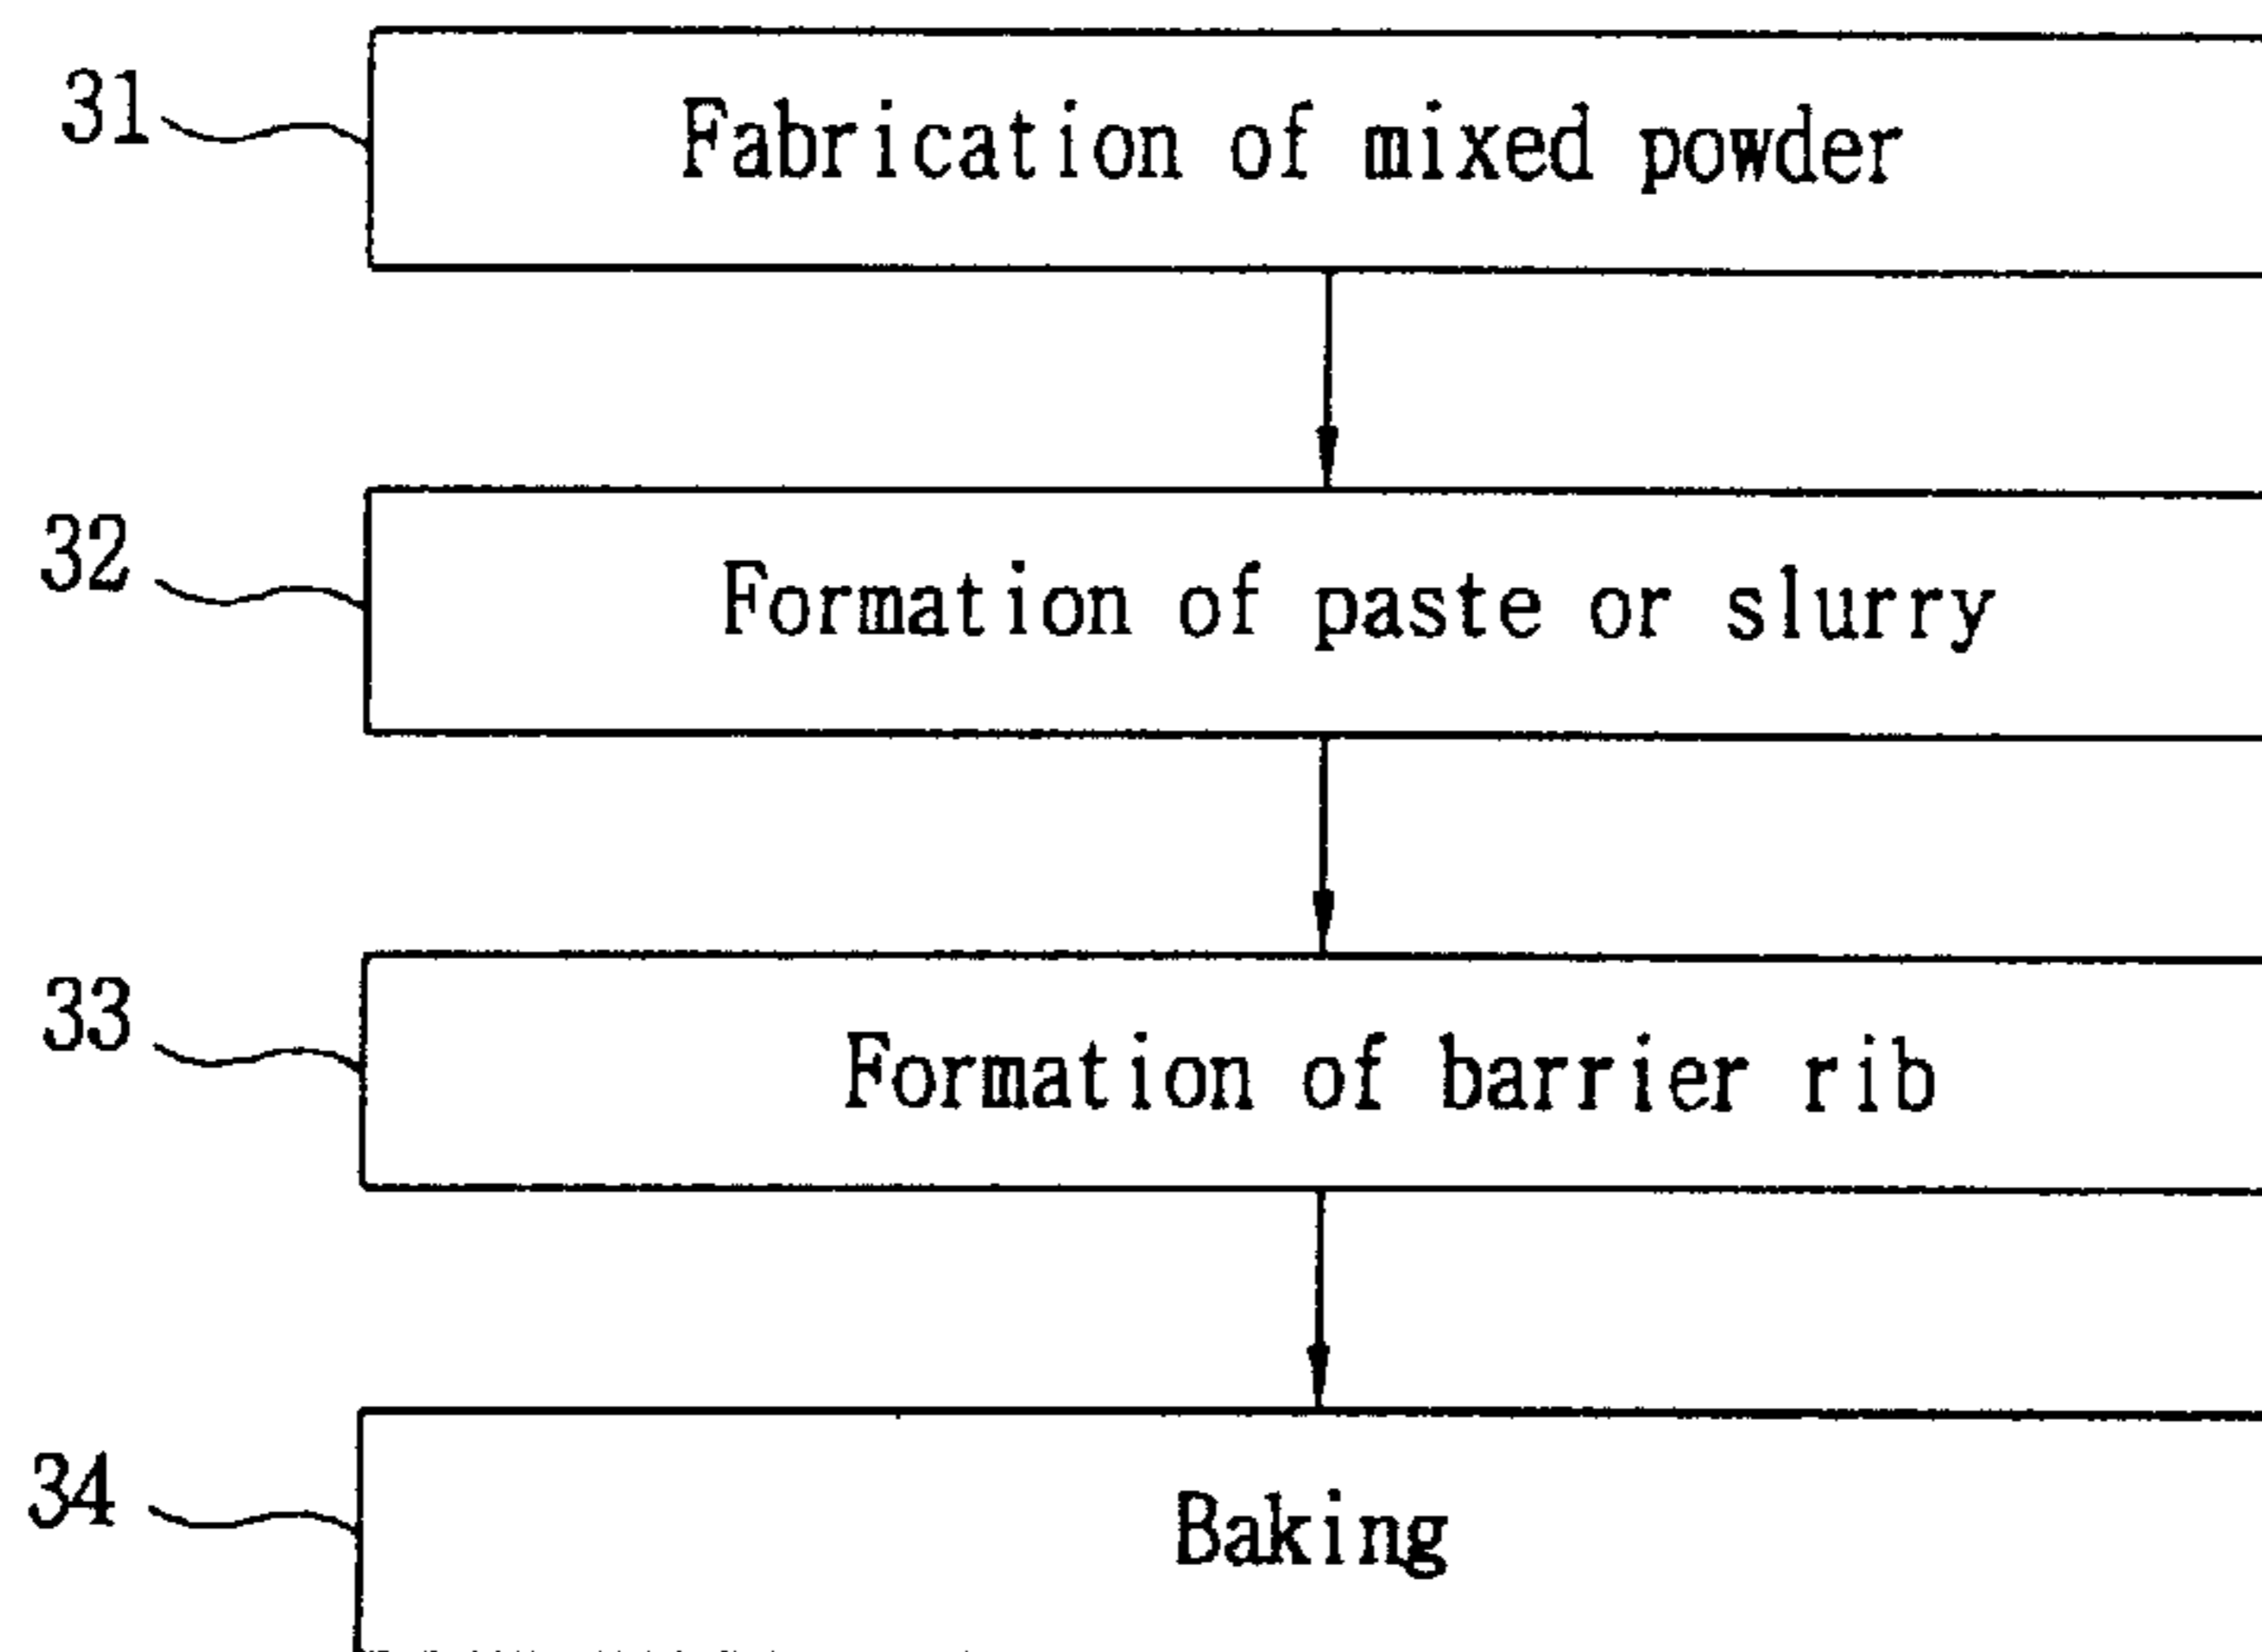 31
Fabrication of mixed powder
32
Formation of paste or slurry
33
Formation of barrier rib
34
Baking